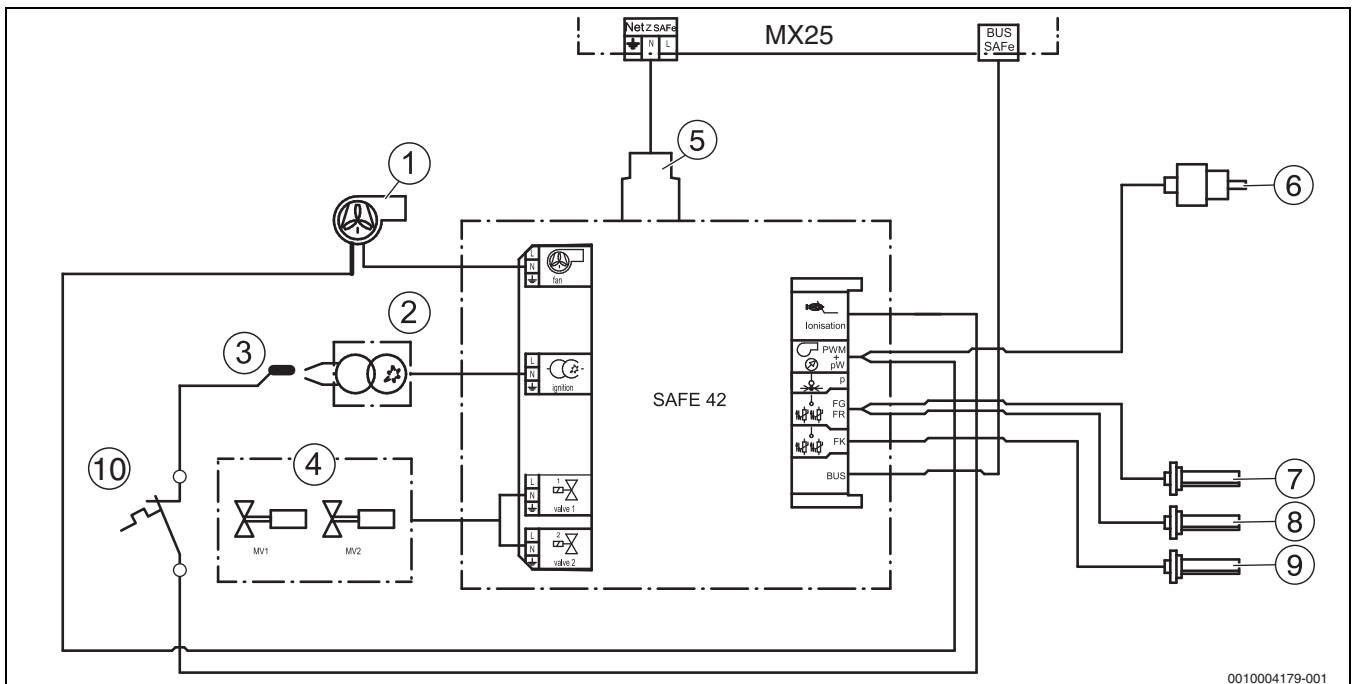 Netz SAFe
N L
MX25
BUS
SAFe
5
1
6
L
N
fan
2
Ionisation
3
L
N
ignition
PWM
+
pW
p
SAFE 42
FG
FR
FK
10
4
L
1
N
valve 1
BUS
7
MV1
MV2
L
2
N
valve 2
8
9
0010004179-001